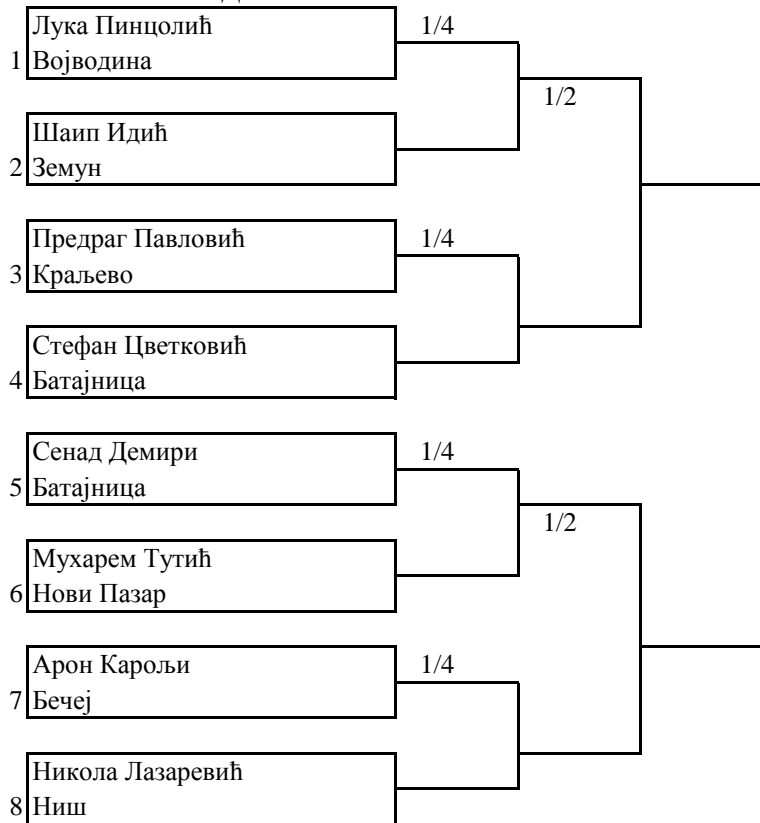 Лука Пинцолић 1/4
1 Војводина
1/2
Шаип Идић
2 Земун
Предраг Павловић 1/4
3 Краљево
Стефан Цветковић
4 Батајница
Сенад Демири 1/4
5 Батајница
1/2
Мухарем Тутић
6 Нови Пазар
Арон Карољи 1/4
7 Бечеј
Никола Лазаревић
8 Ниш